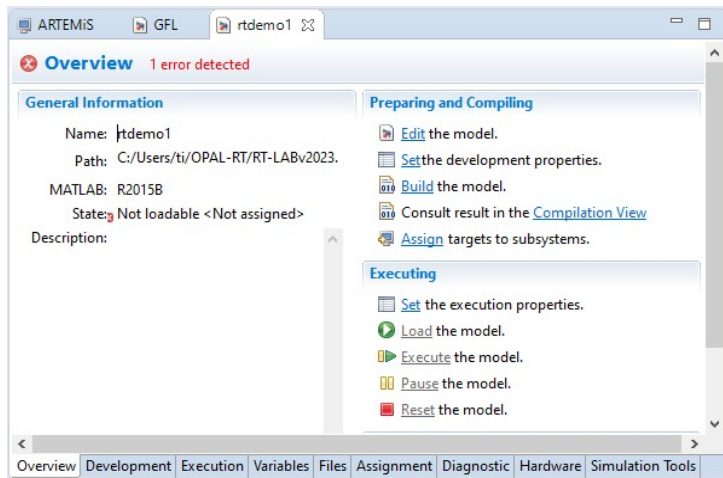 ARTEMiS GFL rtdemo1
Overview 1 error detected
General Information
Name: rtdemo1
Path: C:/Users/ti/OPAL-RT/RT-LABv2023.
MATLAB: R2015B
State: Not loadable <Not assigned>
Description:
Preparing and Compiling
Edit the model.
Setthe development properties.
Build the model.
Consult result in the Compilation View
Assign targets to subsystems.
Executing
Set the execution properties.
Load the model.
Execute the model.
Pause the model.
Reset the model.
Overview Development Execution Variables Files Assignment Diagnostic Hardware Simulation Tools